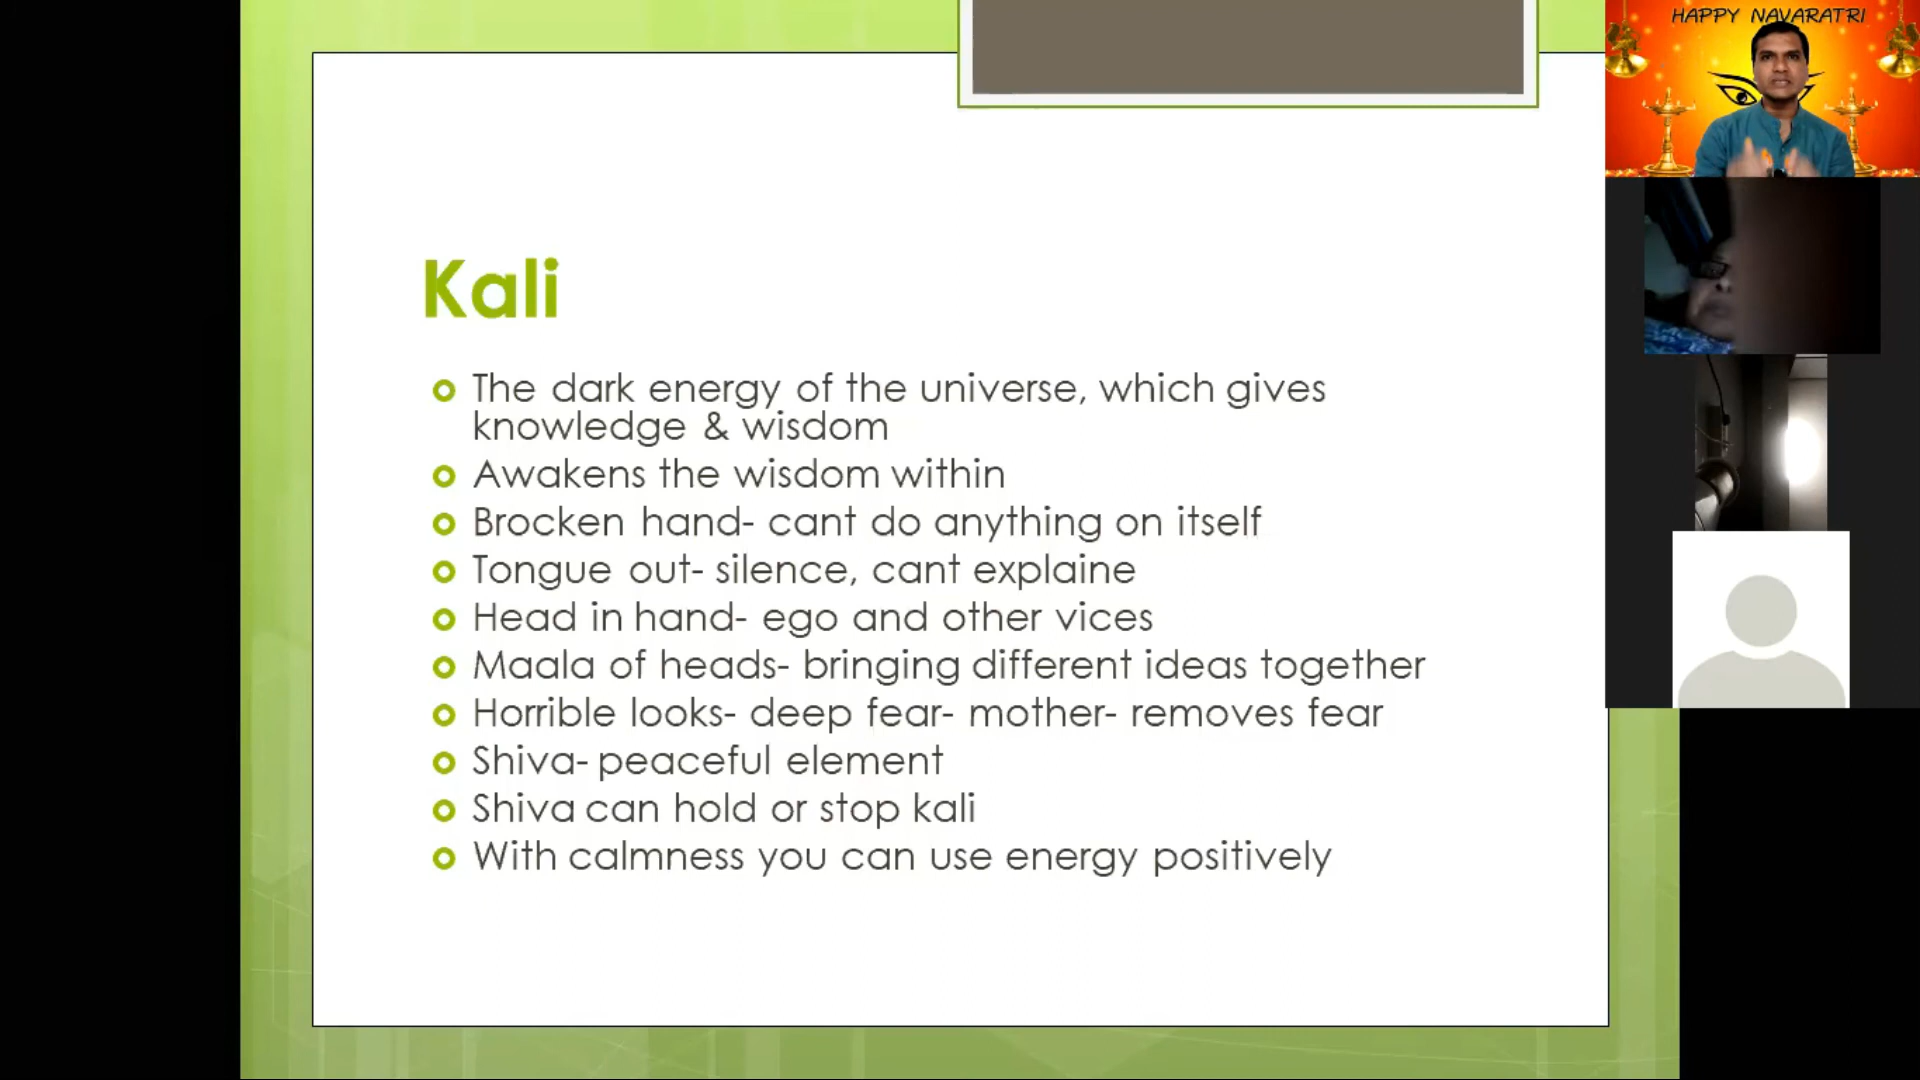 HAPPY NAVARATRI
Kali
The dark energy of the universe, which gives
knowledge & wisdom
Awakens the wisdom within
Brocken hand- cant do anything on itself
Tongue out- silence, cant explaine
Head in hand- ego and other vices
Maala of heads- bringing different ideas together
Horrible looks- deep fear- mother- removes fear
Shiva- peaceful element
Shiva can hold or stop kali
With calmness you can use energy positively